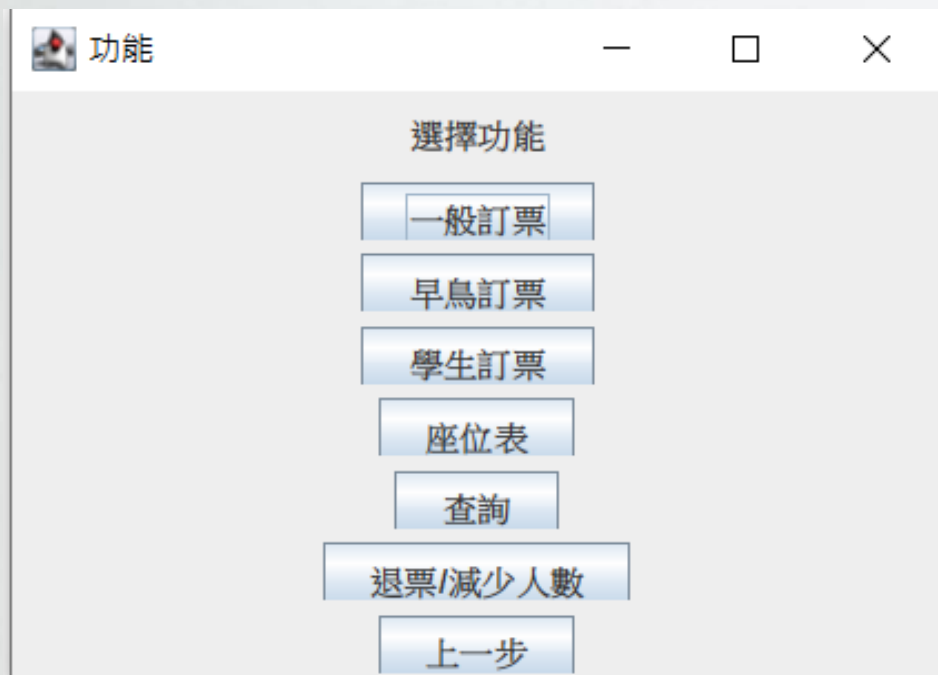 功能
選擇功能
一般訂票
早鳥訂票
學生訂票
座位表
查詢
退票/減少人數
上一步